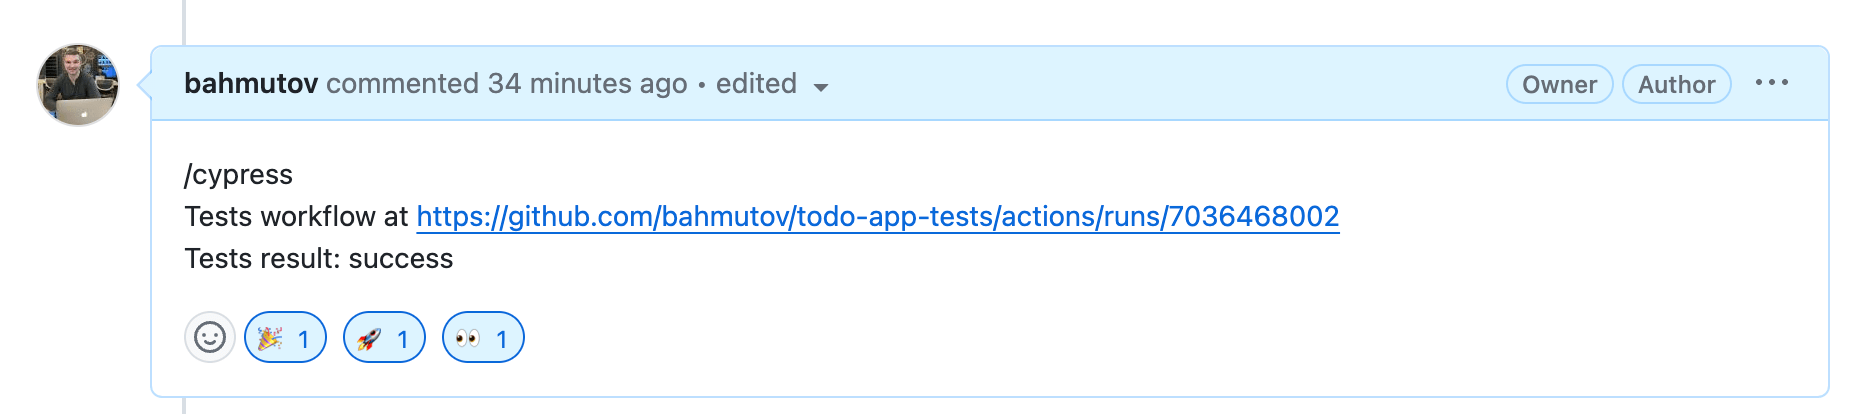 bahmutov commented 34 minutes ago • edited Owner Author
/cypress
Tests workflow at https://github.com/bahmutov/todo-app-tests/actions/runs/7036468002
Tests result: success
🎉 1 🚀 1 👀 1